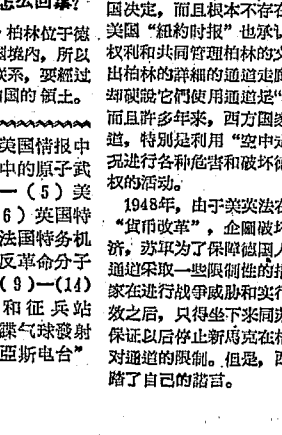 怎么回事?
柏林位于德
国境內,所以
联系,要經过
国的領土。
美国情报中
中的原子武
—(5)美
6)英国特
法国特务机
反革命分子
(9)—(14)
和征兵站
諜气球發射
亞斯电台”
国决定,而且根本不存在
美国“紐約时报”也承认
权利和共同管理柏林的文
出柏林的詳細的通道走廊
却硬說它們使用通道是“
而且許多年来,西方国家
道,特別是利用“空中走
况进行各种危害和破坏德
权的活动。
1948年,由于美英法在
“貨币改革”,企圖破坏
济,苏軍为了保障德国人
通道采取一些限制性的措
家在进行战爭威胁和实行
效之后,只得坐下来同苏
保证以后停止新馬克在柏
对通道的限制。但是,西
踏了自己的諾言。